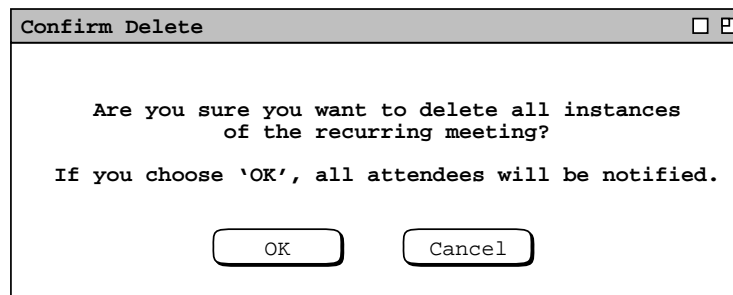 Confirm Delete
Are you sure you want to delete all instances
of the recurring meeting?
If you choose ‘OK’, all attendees will be notified.
OK
Cancel